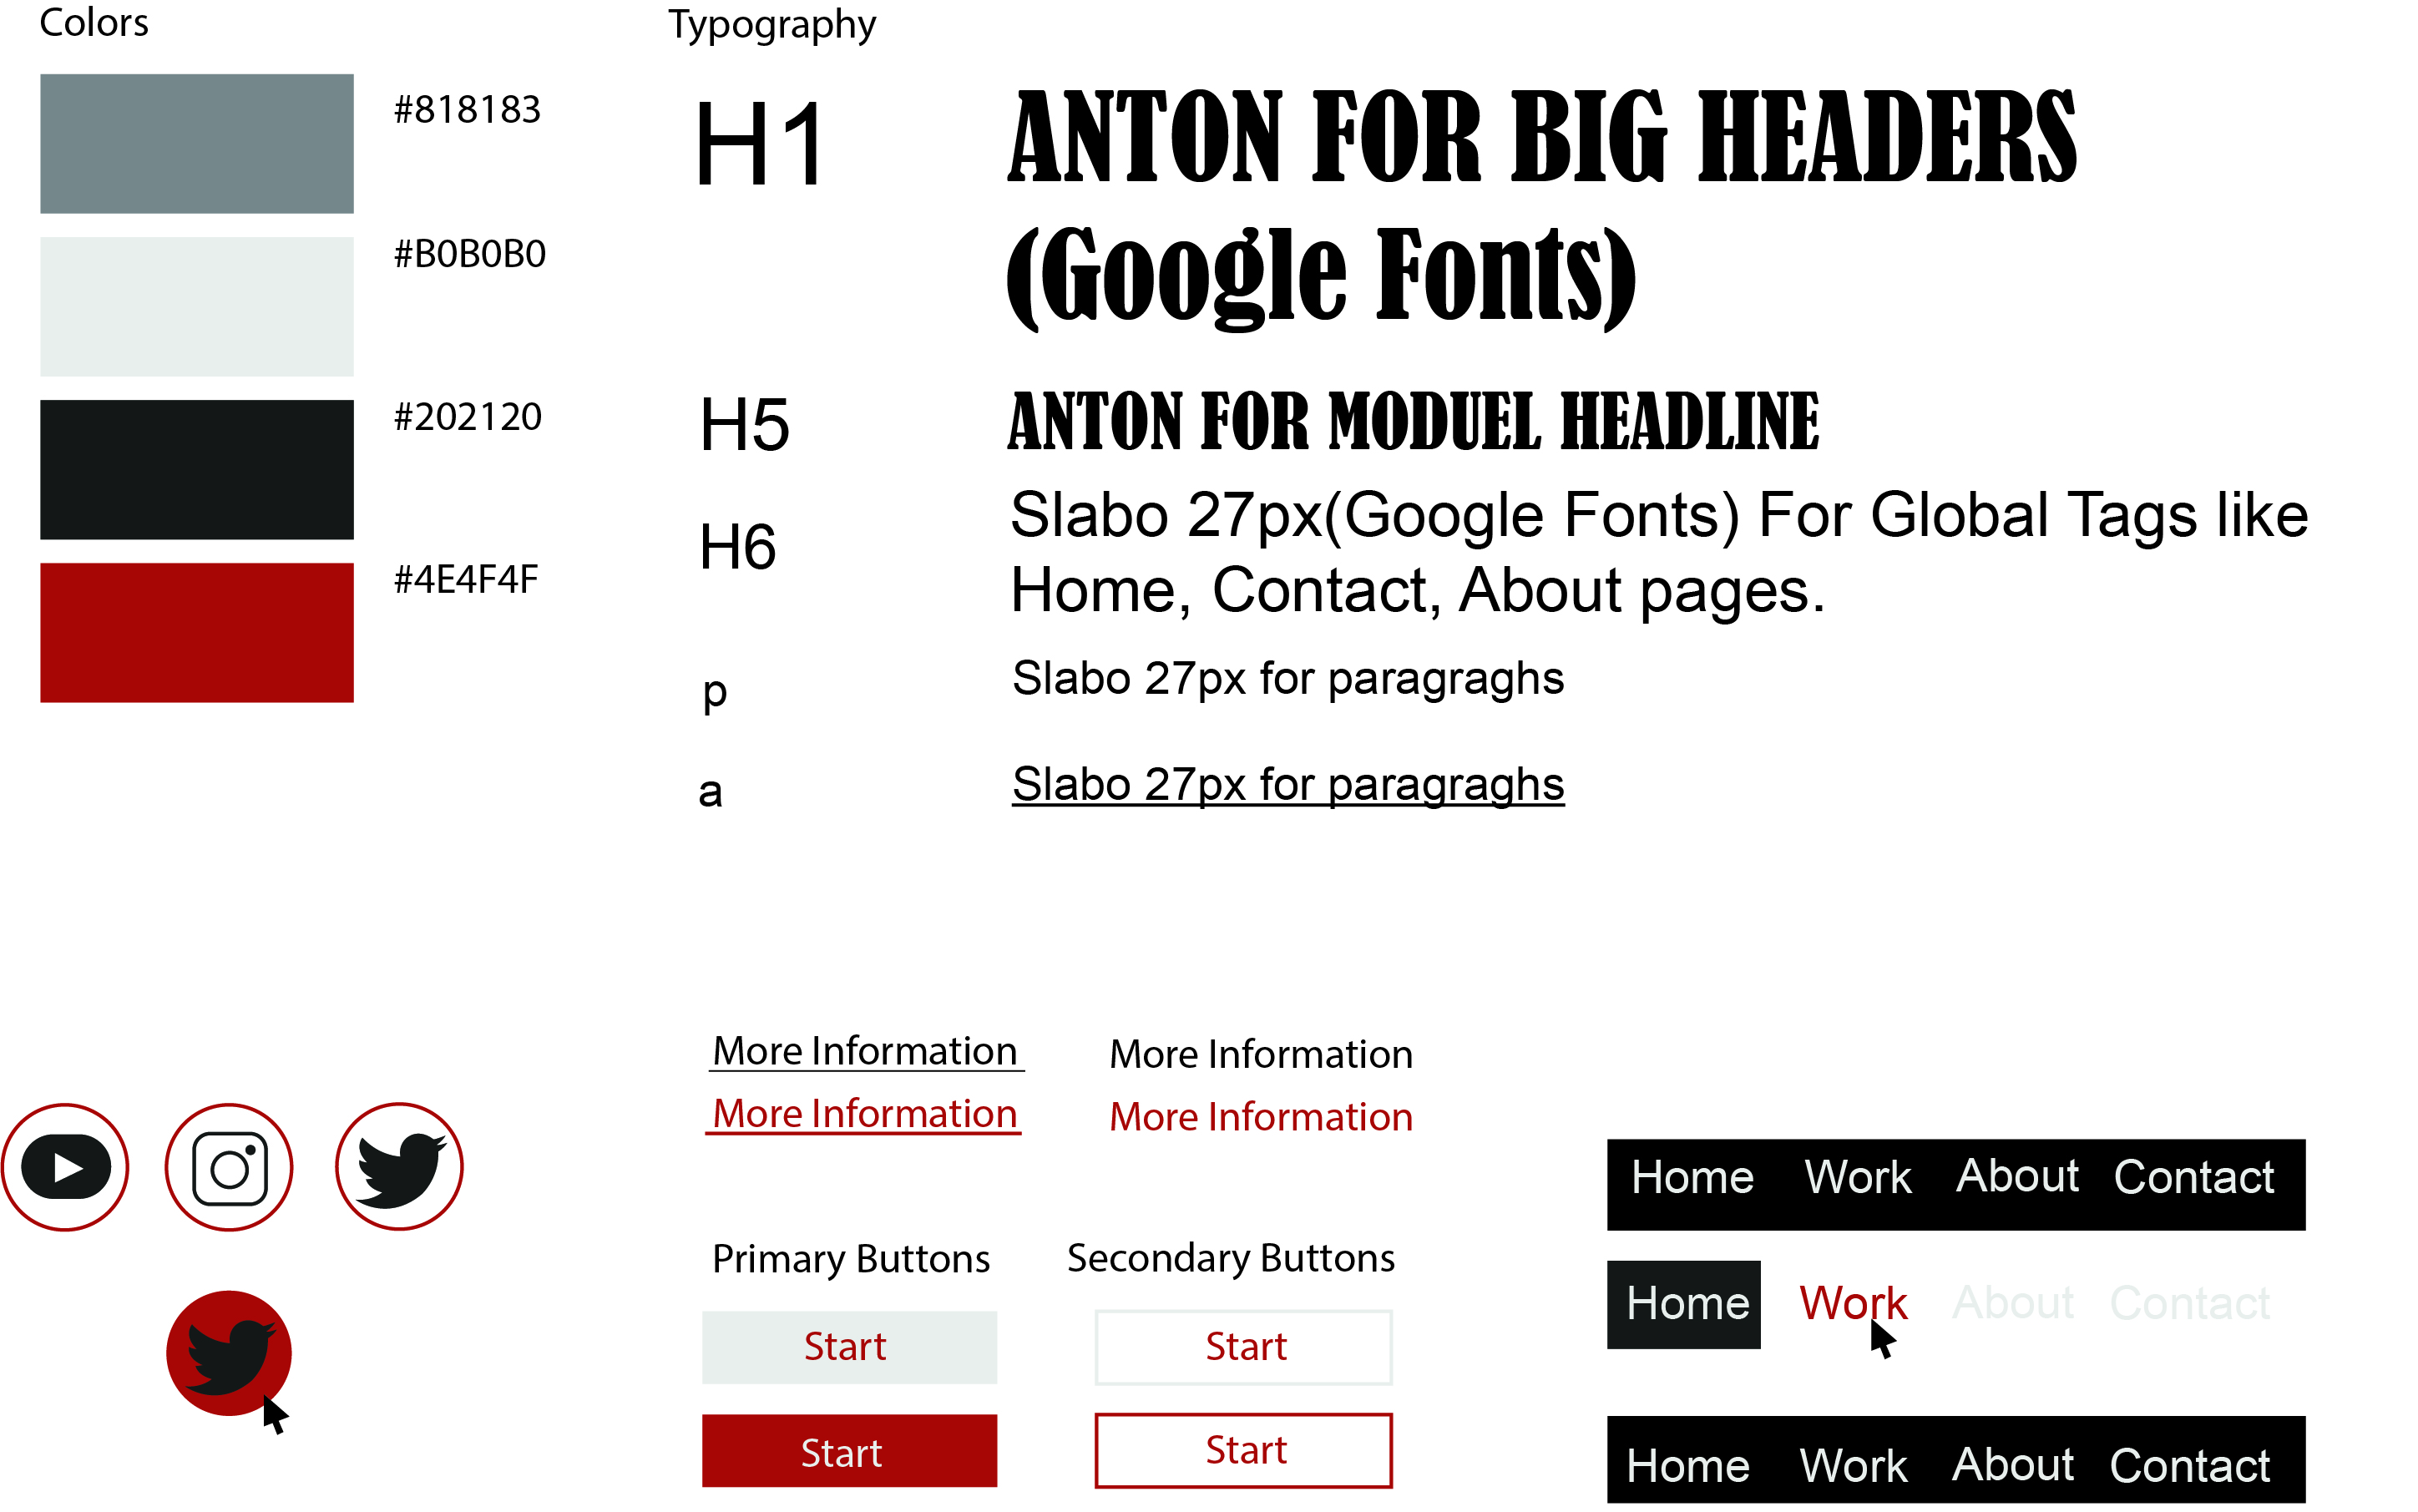 Colors
#818183
#B0B0B0
#202120
#4E4F4F
Typography
H1
ANTON FOR BIG HEADERS
(Google Fonts)
H5
ANTON FOR MODUEL HEADLINE
H6
Slabo 27px(Google Fonts) For Global Tags like
Home, Contact, About pages.
p
Slabo 27px for paragraghs
a
Slabo 27px for paragraghs
More Information
More Information
More Information
More Information
Primary Buttons
Secondary Buttons
Start
Start
Start
Start
Home Work About Contact
Home Work About Contact
Home Work About Contact